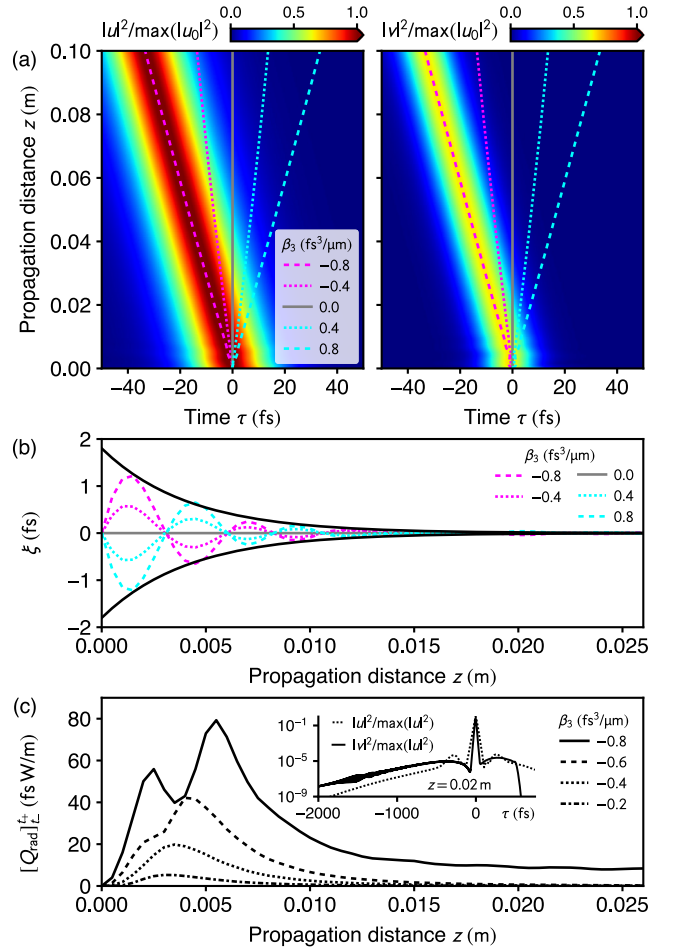 |u|²/max(|u₀|²) 0.0 0.5 1.0
|v|²/max(|u₀|²) 0.0 0.5 1.0
(a)
Propagation distance z (m)
0.10
0.08
0.06
0.04
0.02
0.00
β₃ (fs³/μm)
−0.8
−0.4
0.0
0.4
0.8
−40 −20 0 20 40
−40 −20 0 20 40
Time τ (fs)
Time τ (fs)
(b)
ξ (fs)
2
1
0
−1
−2
β₃ (fs³/μm)
−0.8 0.0
−0.4 0.4
0.8
0.000 0.005 0.010 0.015 0.020 0.025
Propagation distance z (m)
(c)
[Q_rad]_{t₋}^{t₊} (fs W/m)
80
60
40
20
0
|u|²/max(|u|²)
|v|²/max(|v|²)
10⁻¹
10⁻⁵
10⁻⁹
z = 0.02 m
−2000 −1000 0 τ (fs)
β₃ (fs³/μm)
−0.8
−0.6
−0.4
−0.2
0.000 0.005 0.010 0.015 0.020 0.025
Propagation distance z (m)